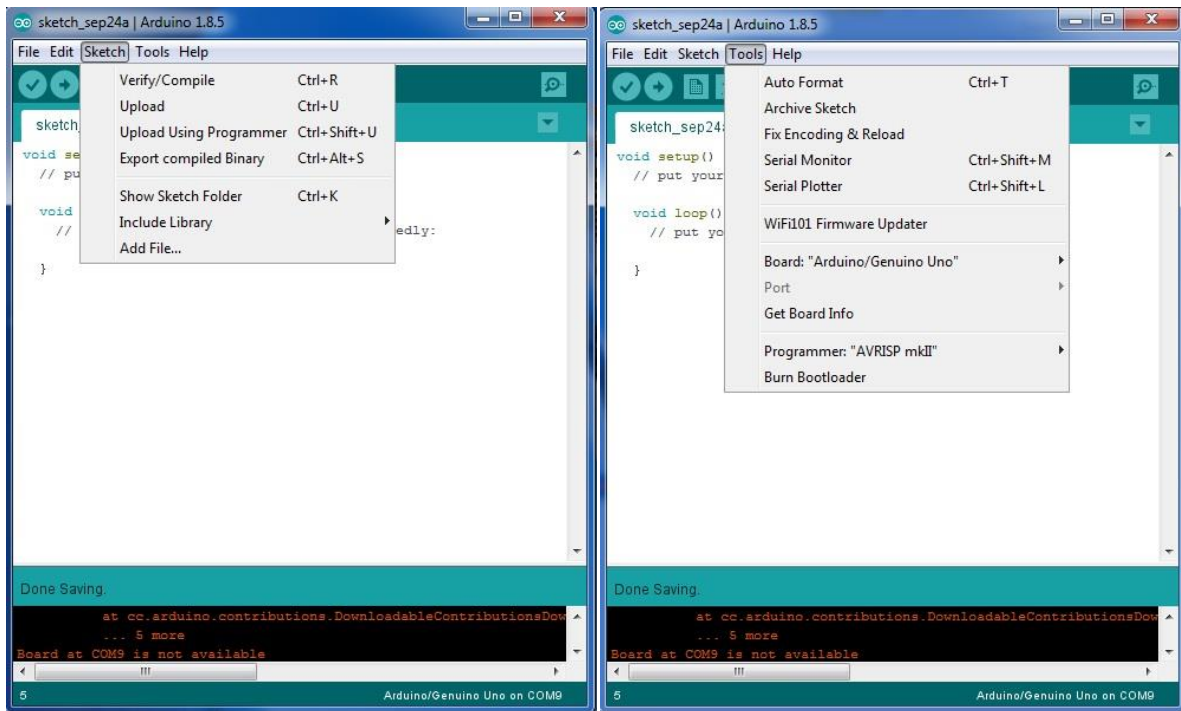 sketch_sep24a | Arduino 1.8.5
File Edit Sketch Tools Help
Verify/Compile Ctrl+R
Upload Ctrl+U
Upload Using Programmer Ctrl+Shift+U
Export compiled Binary Ctrl+Alt+S
Show Sketch Folder Ctrl+K
Include Library
Add File...
sketch_
void se
// pu
void
// edly:
}
Done Saving.
at cc.arduino.contributions.DownloadableContributionsDow
... 5 more
Board at COM9 is not available
5 Arduino/Genuino Uno on COM9
sketch_sep24a | Arduino 1.8.5
File Edit Sketch Tools Help
Auto Format Ctrl+T
Archive Sketch
Fix Encoding & Reload
Serial Monitor Ctrl+Shift+M
Serial Plotter Ctrl+Shift+L
WiFi101 Firmware Updater
Board: "Arduino/Genuino Uno"
Port
Get Board Info
Programmer: "AVRISP mkII"
Burn Bootloader
sketch_sep24
void setup()
// put your
void loop()
// put yo
}
Done Saving.
at cc.arduino.contributions.DownloadableContributionsDow
... 5 more
Board at COM9 is not available
5 Arduino/Genuino Uno on COM9